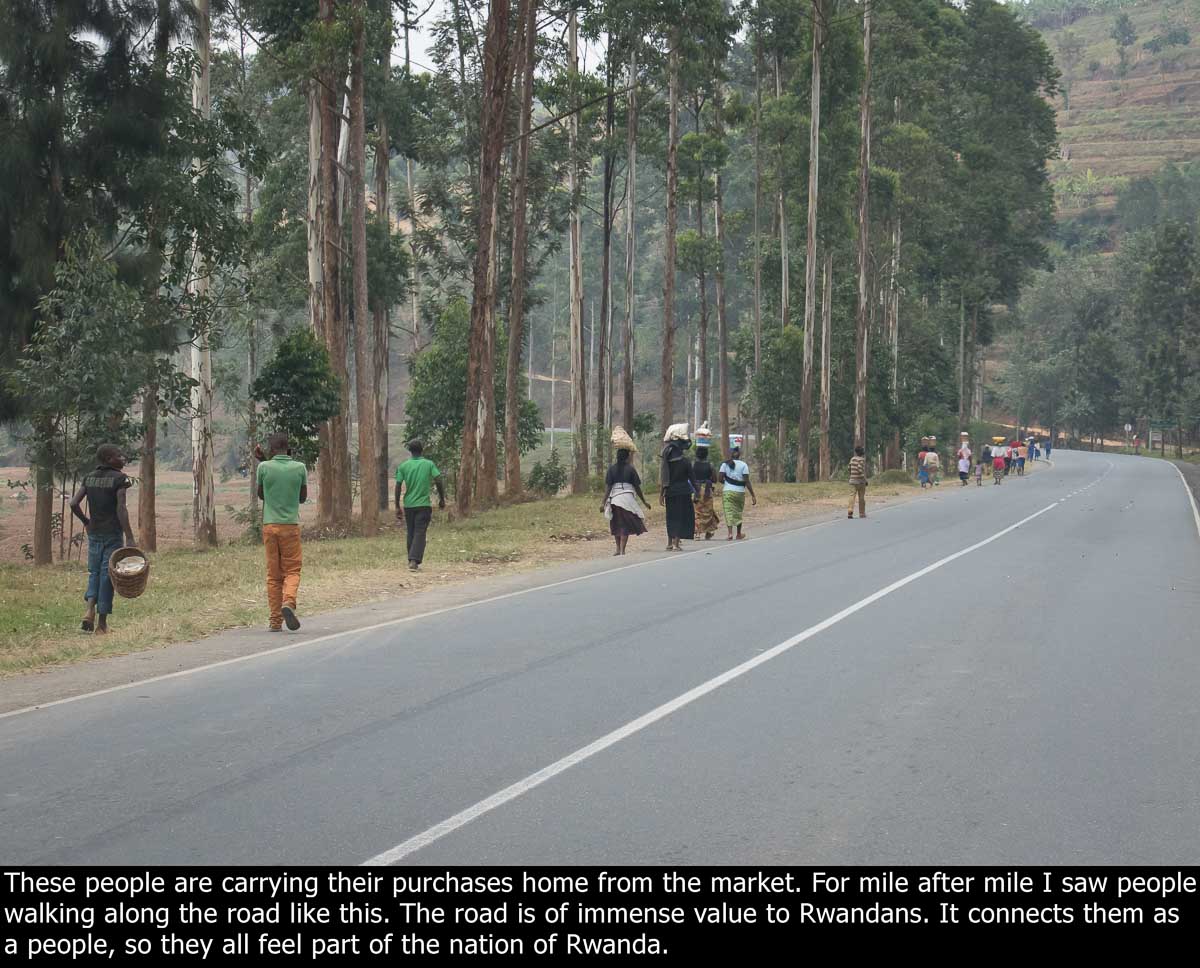 These people are carrying their purchases home from the market. For mile after mile I saw people
walking along the road like this. The road is of immense value to Rwandans. It connects them as
a people, so they all feel part of the nation of Rwanda.